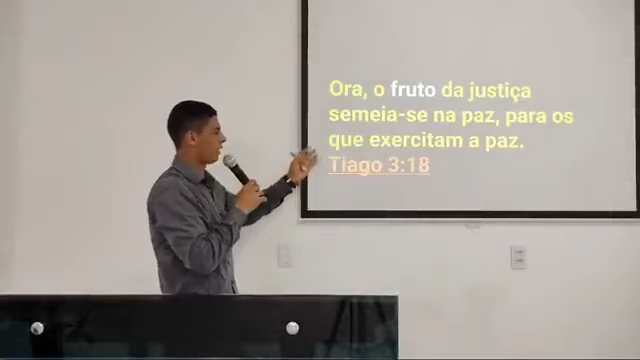 Ora, o fruto da justiça
semeia-se na paz, para os
que exercitam a paz.
Tiago 3:18